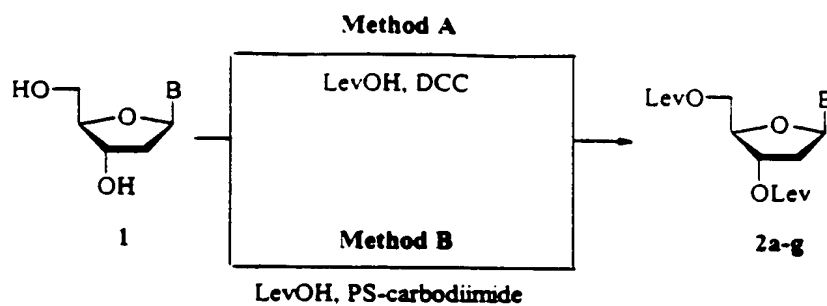 Method A
LevOH, DCC
HO
B
O
OH
1
LevO
O
OLev
2a-g
Method B
LevOH, PS-carbodiimide